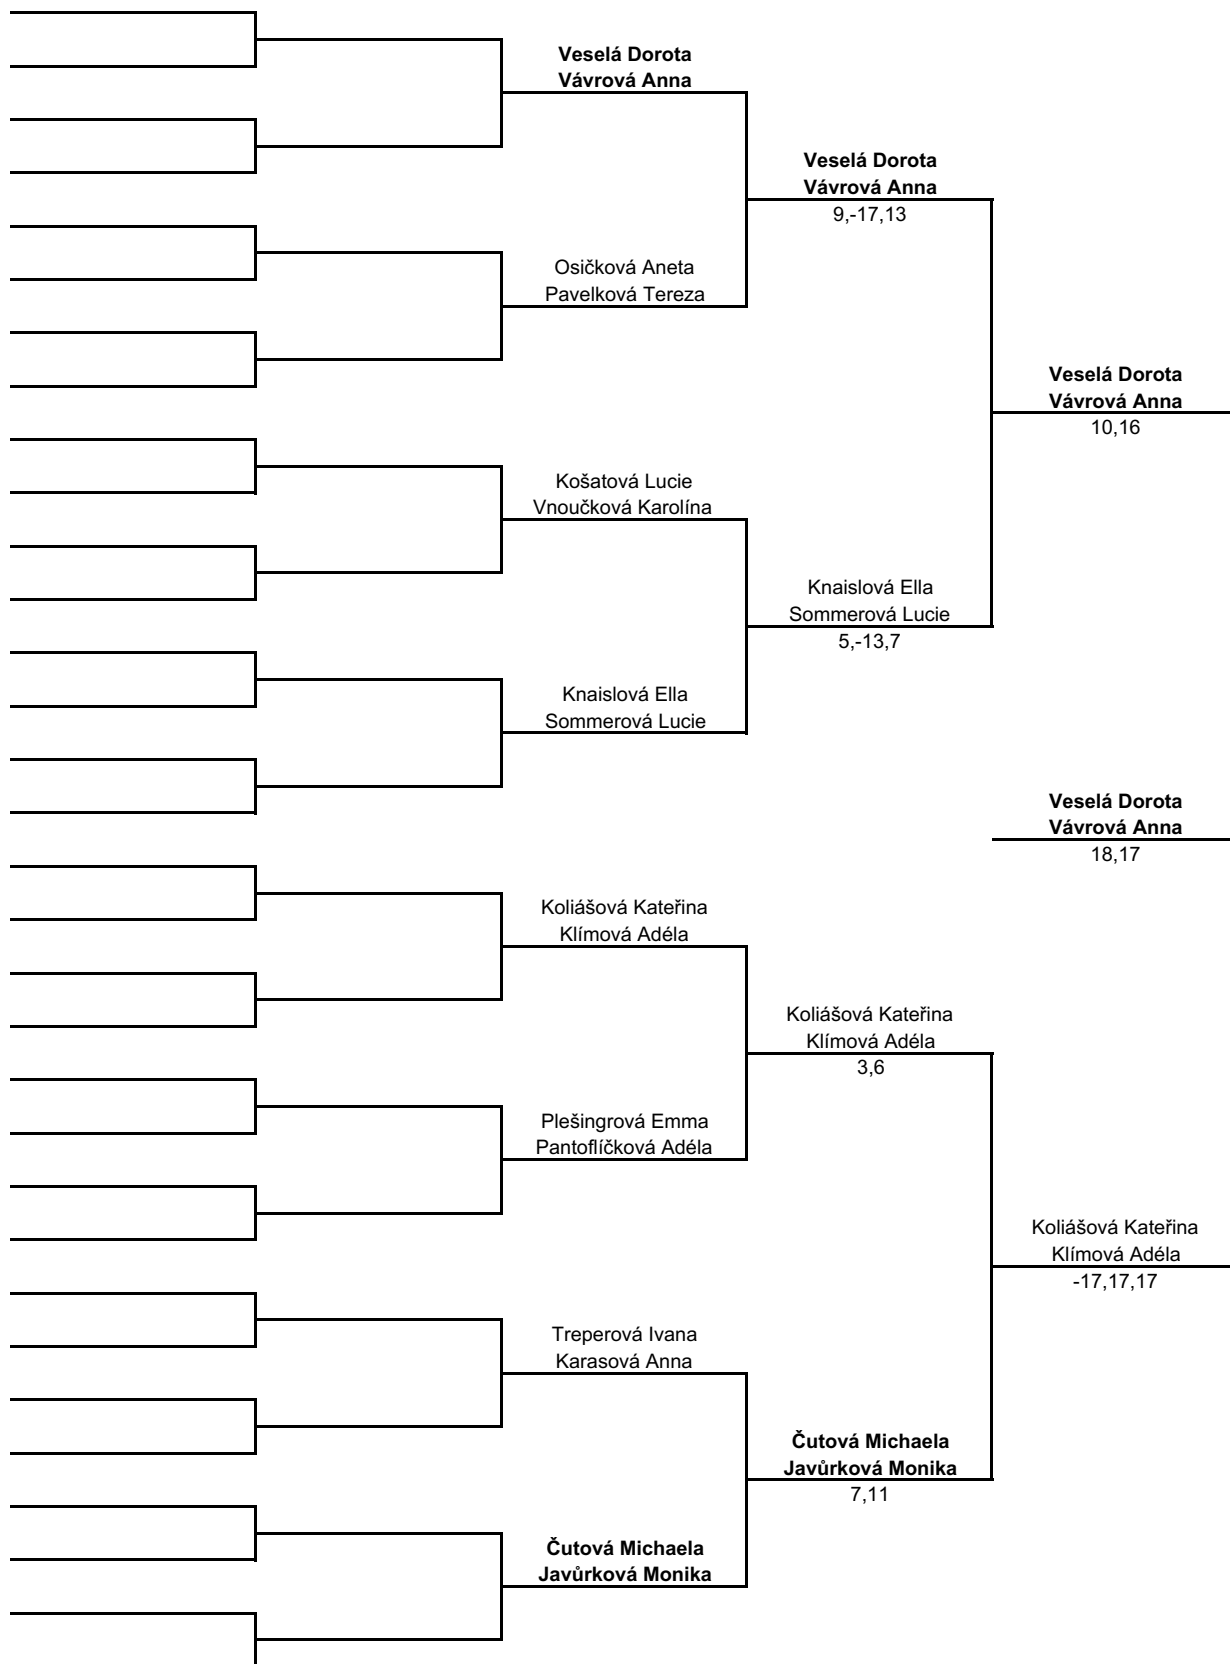 Veselá Dorota
Vávrová Anna
Veselá Dorota
Vávrová Anna
9,-17,13
Osičková Aneta
Pavelková Tereza
Veselá Dorota
Vávrová Anna
10,16
Košatová Lucie
Vnoučková Karolína
Knaislová Ella
Sommerová Lucie
5,-13,7
Knaislová Ella
Sommerová Lucie
Veselá Dorota
Vávrová Anna
18,17
Koliášová Kateřina
Klímová Adéla
Koliášová Kateřina
Klímová Adéla
3,6
Plešingrová Emma
Pantoflíčková Adéla
Koliášová Kateřina
Klímová Adéla
-17,17,17
Treperová Ivana
Karasová Anna
Čutová Michaela
Javůrková Monika
7,11
Čutová Michaela
Javůrková Monika